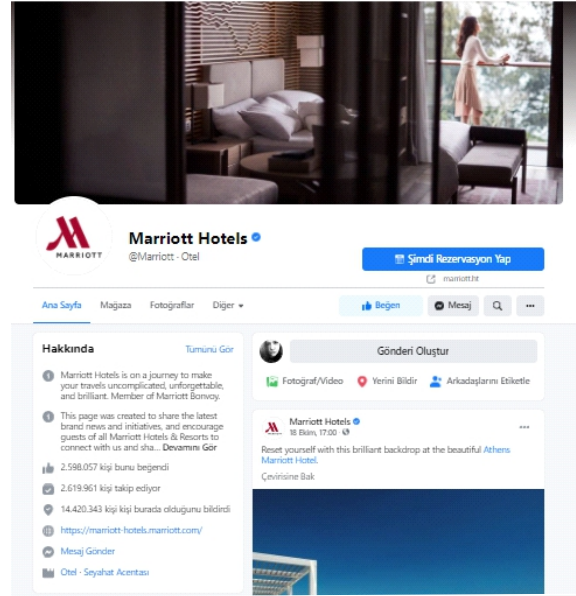 MARRIOTT
Marriott Hotels
@Marriott · Otel
Şimdi Rezervasyon Yap
marriott.ht
Ana Sayfa Mağaza Fotoğraflar Diğer
Beğen Mesaj
Hakkında Tümünü Gör
Marriott Hotels is on a journey to make
your travels uncomplicated, unforgettable,
and brilliant. Member of Marriott Bonvoy.
This page was created to share the latest
brand news and initiatives, and encourage
guests of all Marriott Hotels & Resorts to
connect with us and sha... Devamını Gör
2.598.057 kişi bunu beğendi
2.619.961 kişi takip ediyor
14.420.343 kişi kişi burada olduğunu bildirdi
https://marriott-hotels.marriott.com/
Mesaj Gönder
Otel · Seyahat Acentası
Gönderi Oluştur
Fotoğraf/Video Yerini Bildir Arkadaşlarını Etiketle
Marriott Hotels
18 Ekim, 17:00
Reset yourself with this brilliant backdrop at the beautiful Athens
Marriott Hotel.
Çevirisine Bak